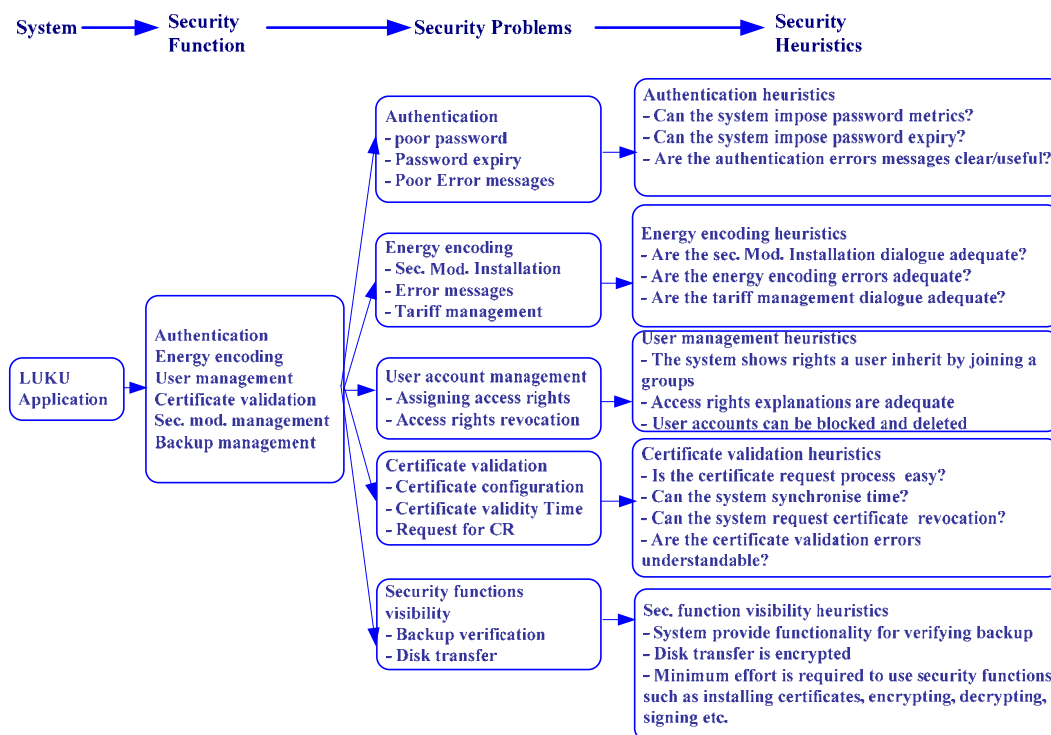 System
Security
Function
Security Problems
Security
Heuristics
LUKU
Application
Authentication
Energy encoding
User management
Certificate validation
Sec. mod. management
Backup management
Authentication
- poor password
- Password expiry
- Poor Error messages
Energy encoding
- Sec. Mod. Installation
- Error messages
- Tariff management
User account management
- Assigning access rights
- Access rights revocation
Certificate validation
- Certificate configuration
- Certificate validity Time
- Request for CR
Security functions
visibility
- Backup verification
- Disk transfer
Authentication heuristics
- Can the system impose password metrics?
- Can the system impose password expiry?
- Are the authentication errors messages clear/useful?
Energy encoding heuristics
- Are the sec. Mod. Installation dialogue adequate?
- Are the energy encoding errors adequate?
- Are the tariff management dialogue adequate?
User management heuristics
- The system shows rights a user inherit by joining a
groups
- Access rights explanations are adequate
- User accounts can be blocked and deleted
Certificate validation heuristics
- Is the certificate request process easy?
- Can the system synchronise time?
- Can the system request certificate revocation?
- Are the certificate validation errors
understandable?
Sec. function visibility heuristics
- System provide functionality for verifying backup
- Disk transfer is encrypted
- Minimum effort is required to use security functions
such as installing certificates, encrypting, decrypting,
signing etc.